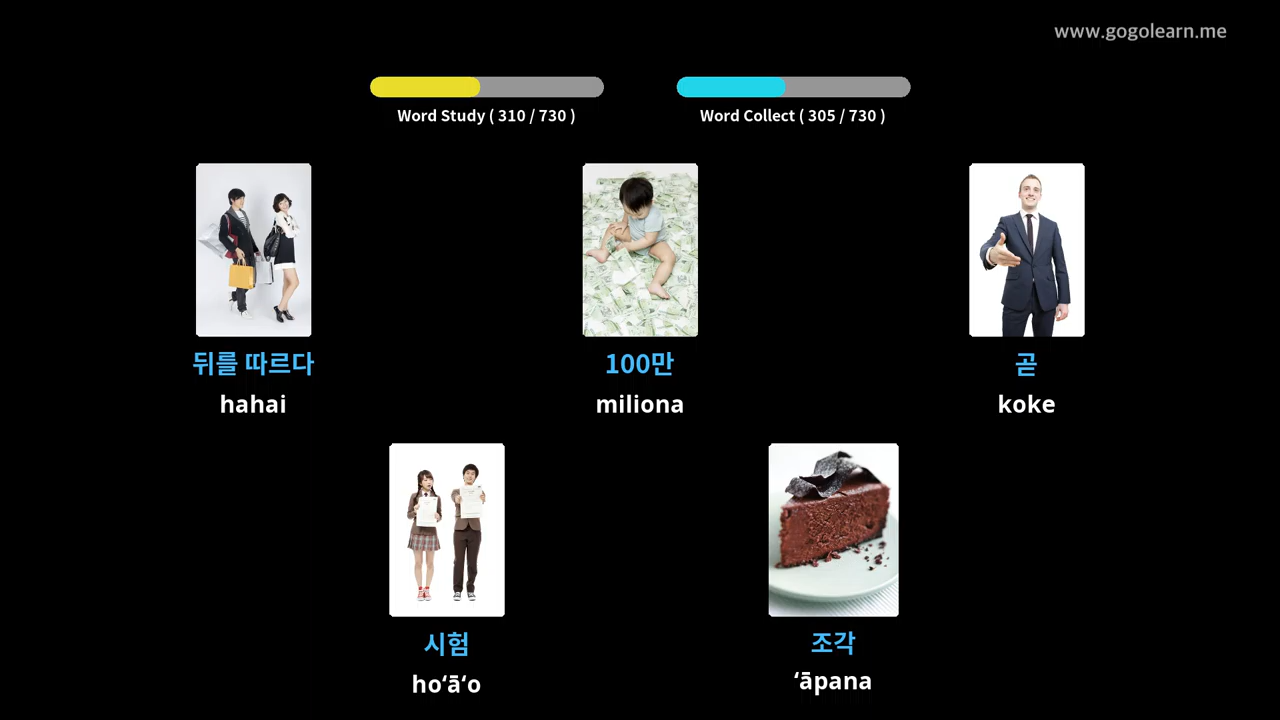 www.gogolearn.me
Word Study ( 310 / 730 )
Word Collect ( 305 / 730 )
뒤를 따르다
hahai
100만
miliona
곧
koke
시험
hoʻāʻo
조각
ʻāpana